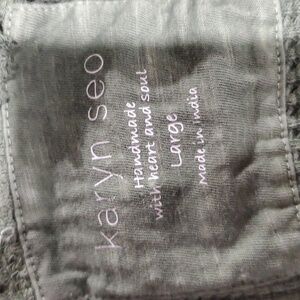 karyn seo
Handmade
with heart and soul
Large
Made in India